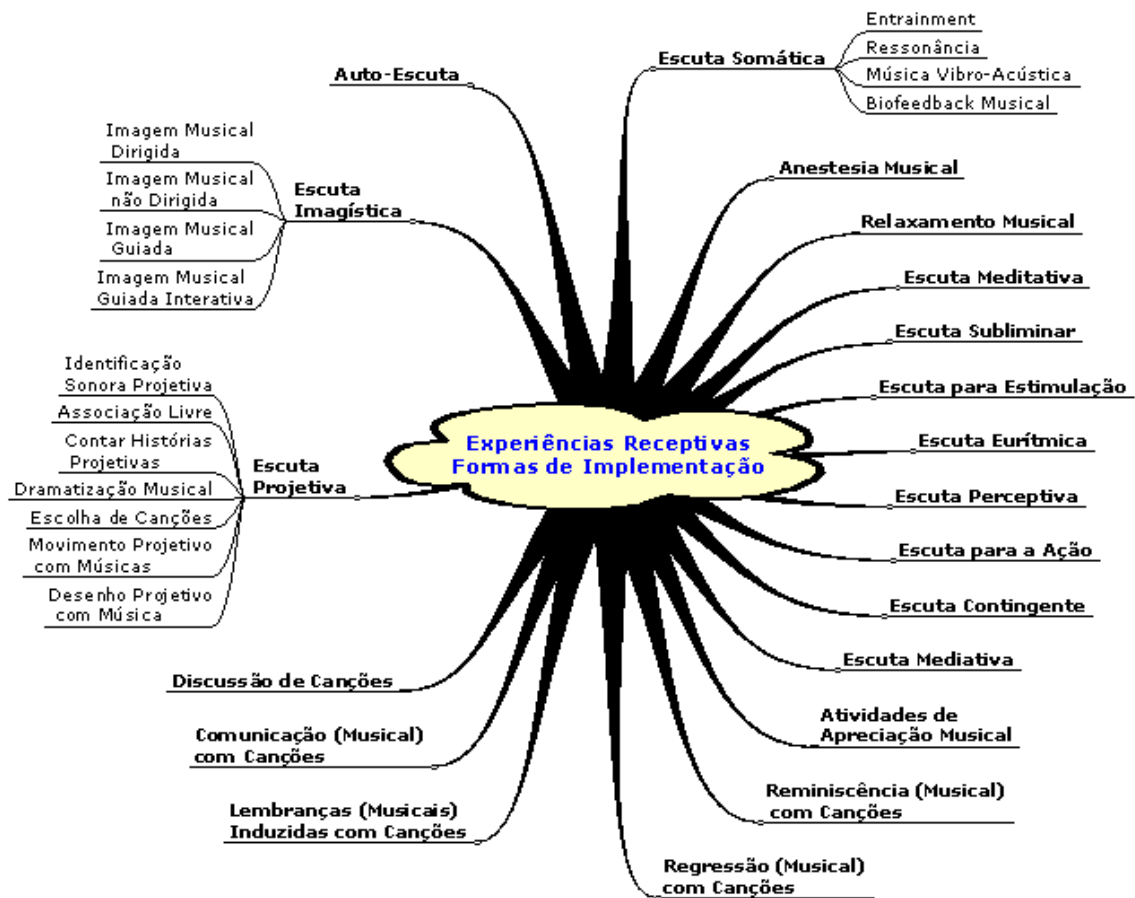 Experiências Receptivas
Formas de Implementação
Escuta Somática
Entrainment
Ressonância
Música Vibro-Acústica
Biofeedback Musical
Anestesia Musical
Relaxamento Musical
Escuta Meditativa
Escuta Subliminar
Escuta para Estimulação
Escuta Eurítmica
Escuta Perceptiva
Escuta para a Ação
Escuta Contingente
Escuta Mediativa
Atividades de
Apreciação Musical
Reminiscência (Musical)
com Canções
Regressão (Musical)
com Canções
Lembranças (Musicais)
Induzidas com Canções
Comunicação (Musical)
com Canções
Discussão de Canções
Escuta
Projetiva
Identificação
Sonora Projetiva
Associação Livre
Contar Histórias
Projetivas
Dramatização Musical
Escolha de Canções
Movimento Projetivo
com Músicas
Desenho Projetivo
com Música
Escuta
Imagística
Imagem Musical
Dirigida
Imagem Musical
não Dirigida
Imagem Musical
Guiada
Imagem Musical
Guiada Interativa
Auto-Escuta